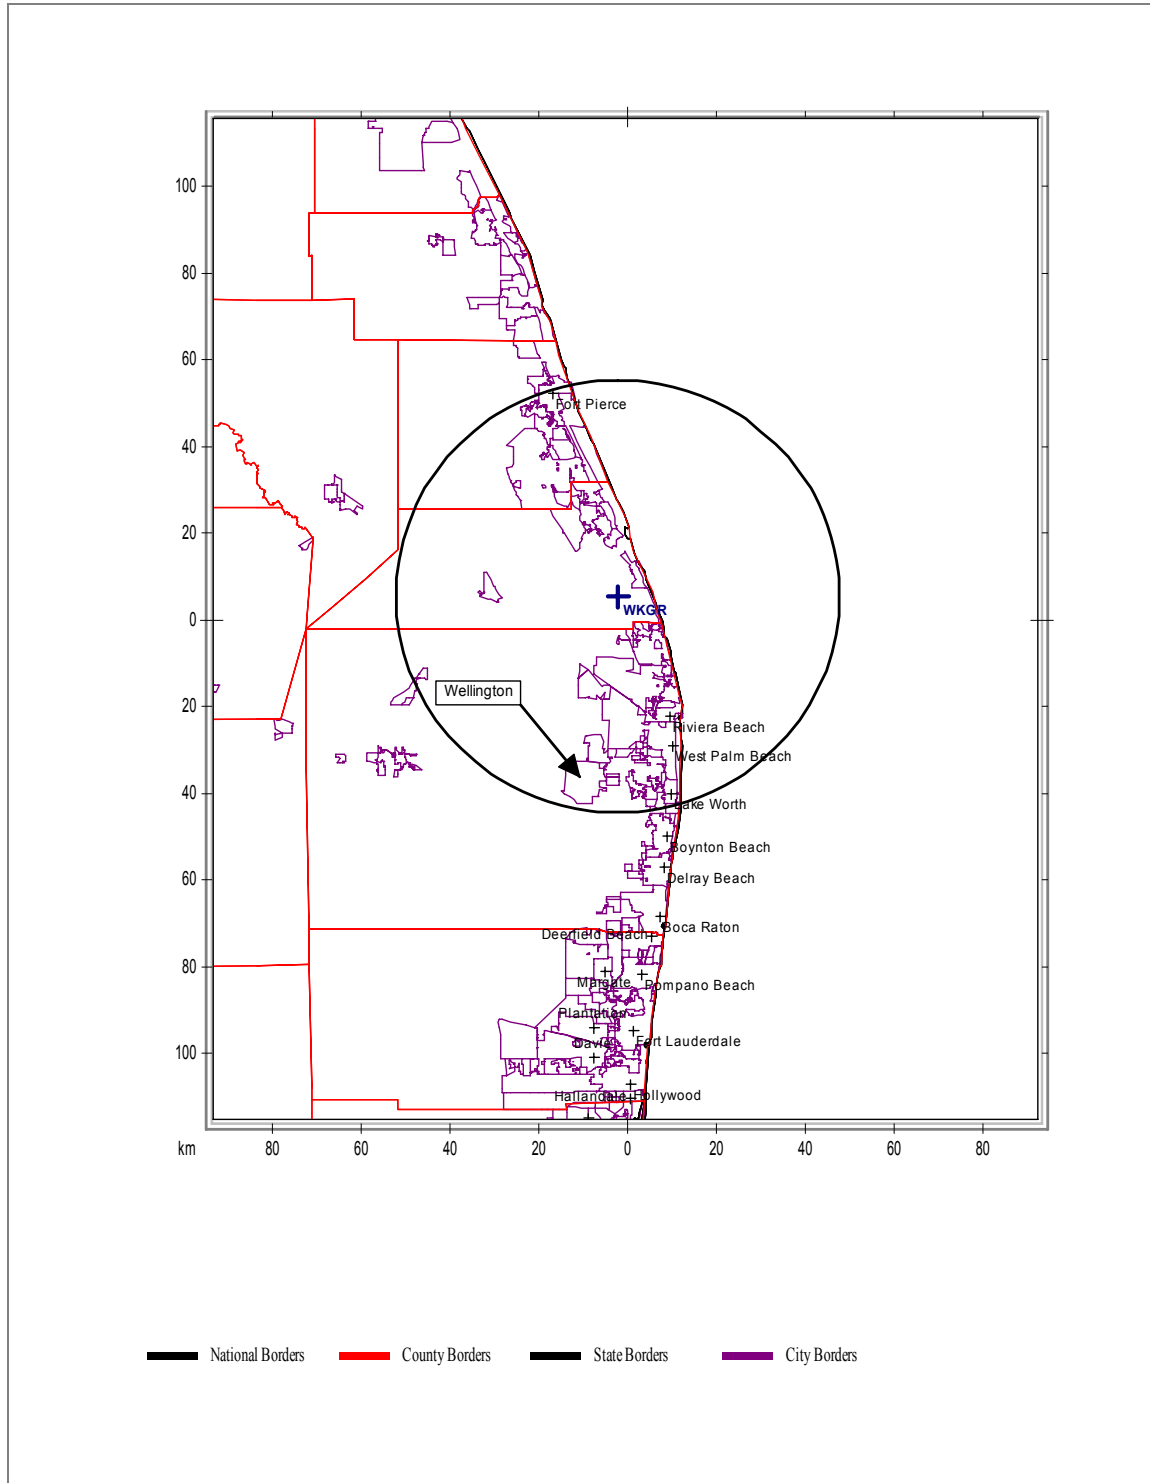 100
80
60
Fort Pierce
40
20
WKGR
0
Wellington
20
Riviera Beach
West Palm Beach
40
Lake Worth
Boynton Beach
Delray Beach
60
Boca Raton
Deerfield Beach
80
Margate
Pompano Beach
Plantation
Fort Lauderdale
Davie
100
Hallandale
Hollywood
km 80 60 40 20 0 20 40 60 80
National Borders County Borders State Borders City Borders